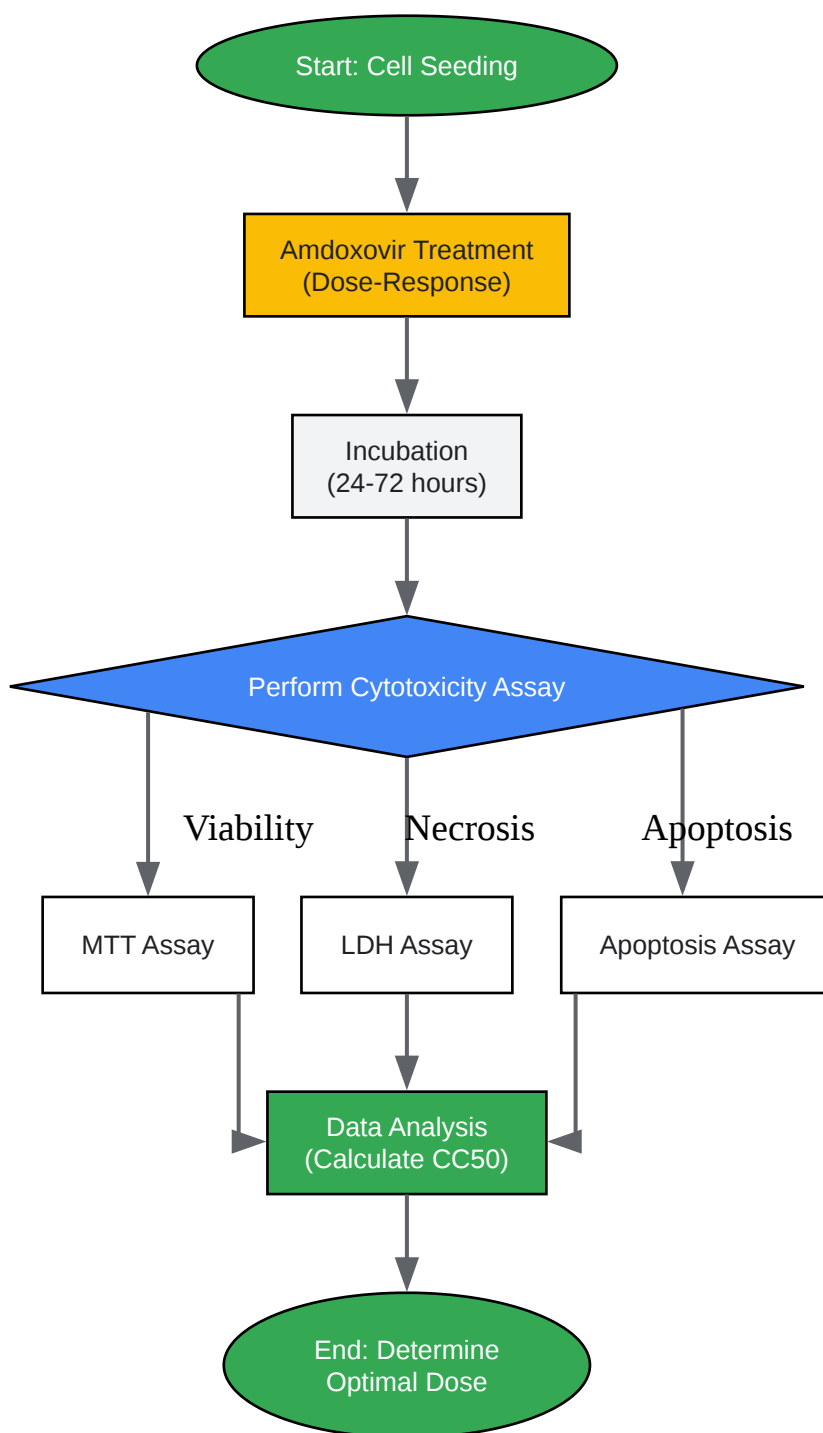 Start: Cell Seeding
Amdoxovir Treatment
(Dose-Response)
Incubation
(24-72 hours)
Perform Cytotoxicity Assay
Viability
Necrosis
Apoptosis
MTT Assay
LDH Assay
Apoptosis Assay
Data Analysis
(Calculate CC50)
End: Determine
Optimal Dose